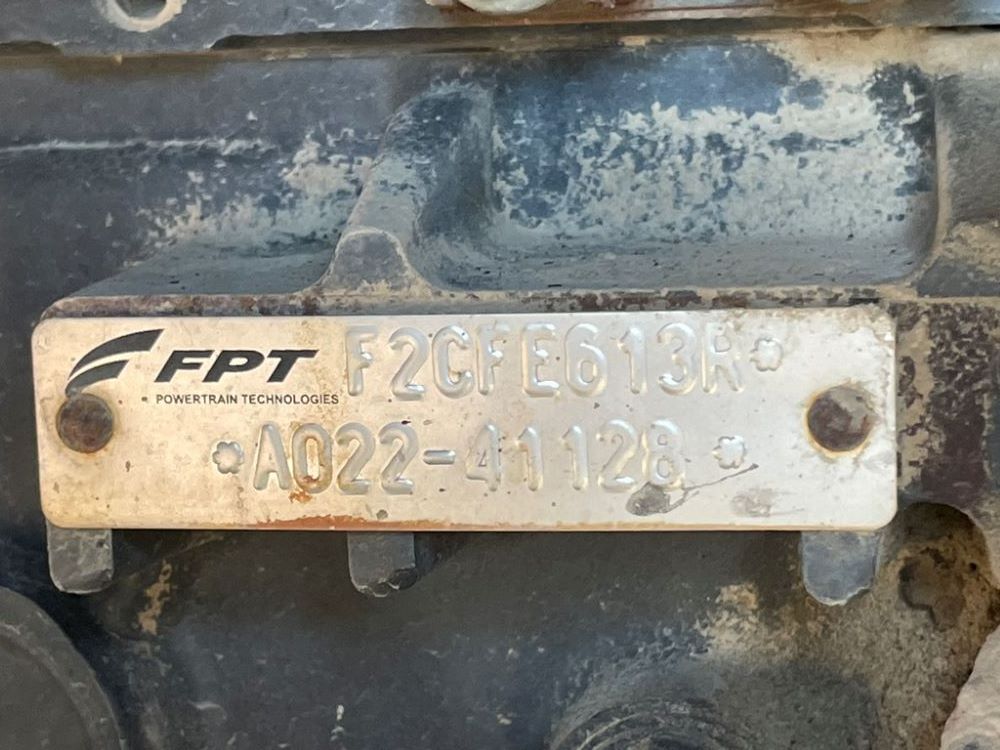 FPT F2CFE613R*
POWERTRAIN TECHNOLOGIES
*A022-41128*